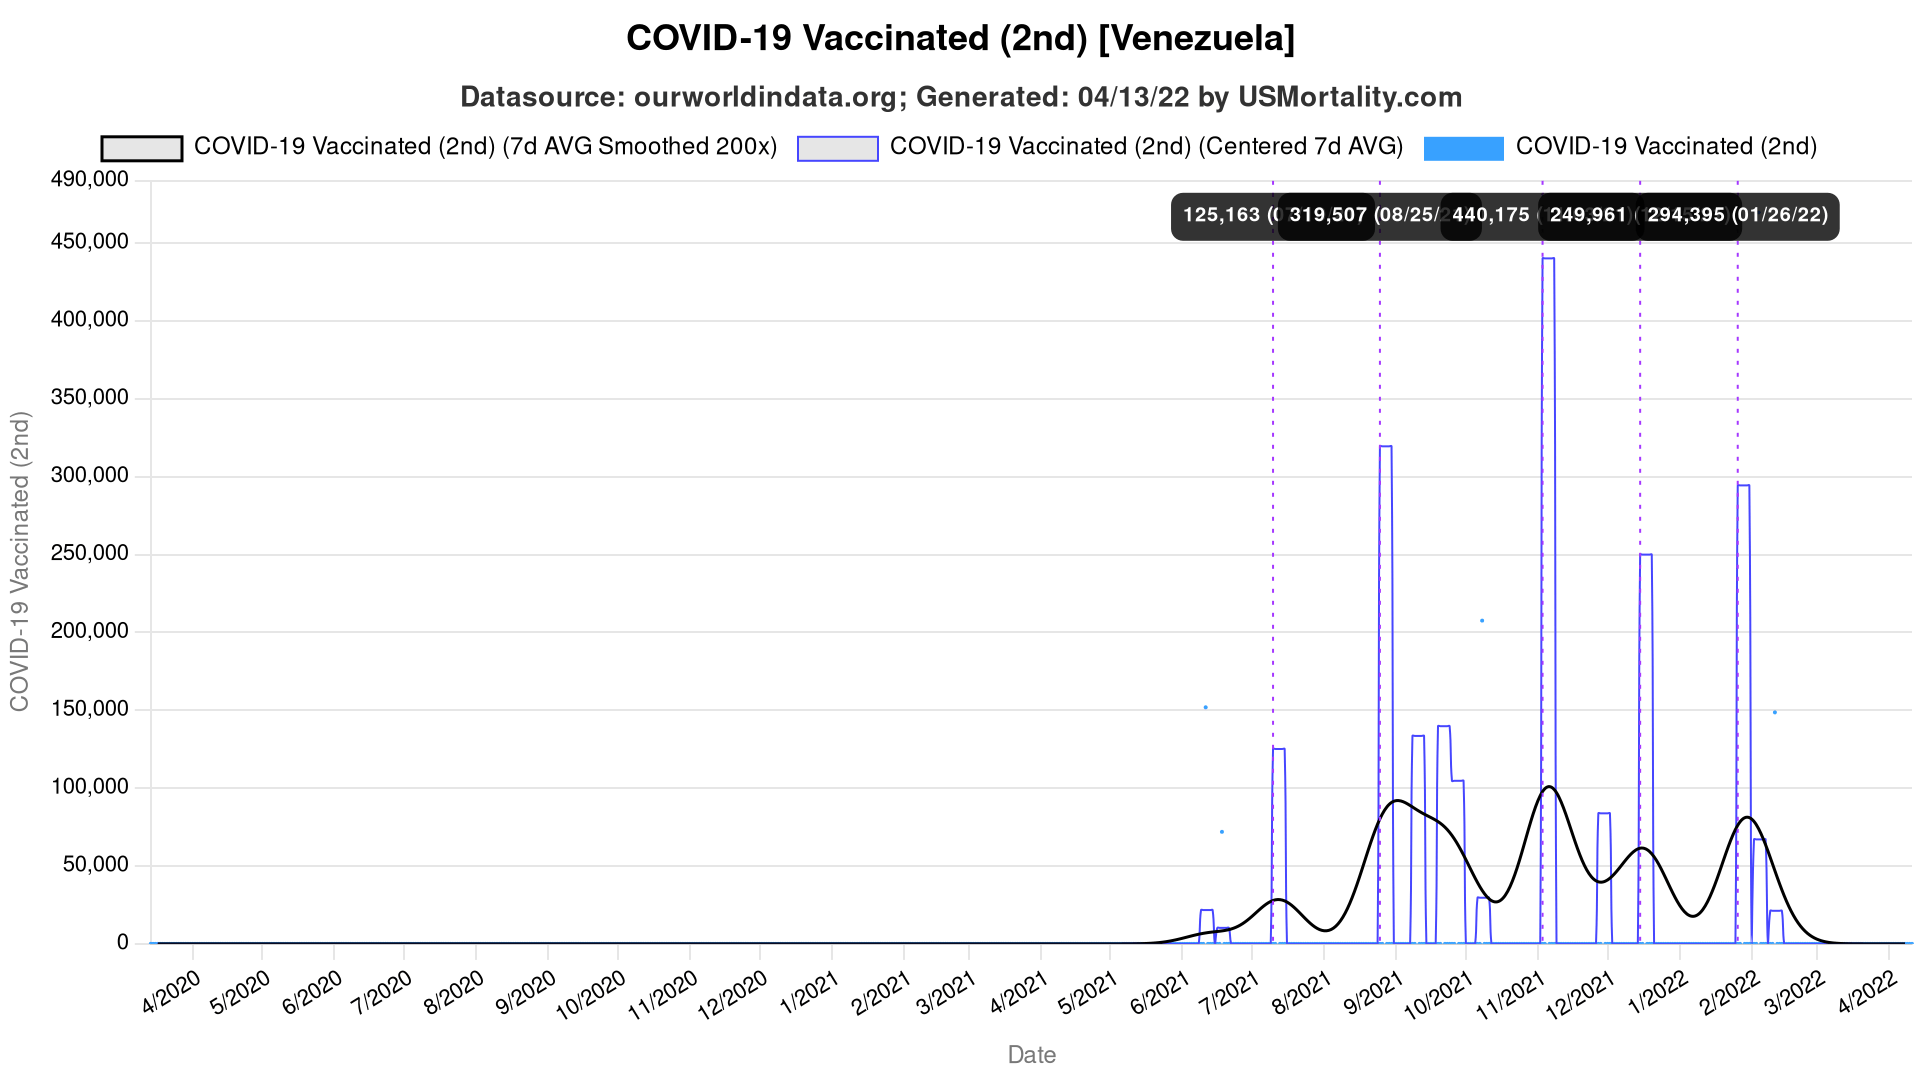 COVID-19 Vaccinated (2nd) [Venezuela]
Datasource: ourworldindata.org; Generated: 04/13/22 by USMortality.com
COVID-19 Vaccinated (2nd) (7d AVG Smoothed 200x) COVID-19 Vaccinated (2nd) (Centered 7d AVG) COVID-19 Vaccinated (2nd)
125,163 319,507 (08/25/ 440,175 249,961 294,395 (01/26/22)
490,000
450,000
400,000
350,000
300,000
250,000
200,000
150,000
100,000
50,000
0
COVID-19 Vaccinated (2nd)
4/2020 5/2020 6/2020 7/2020 8/2020 9/2020 10/2020 11/2020 12/2020 1/2021 2/2021 3/2021 4/2021 5/2021 6/2021 7/2021 8/2021 9/2021 10/2021 11/2021 12/2021 1/2022 2/2022 3/2022 4/2022
Date